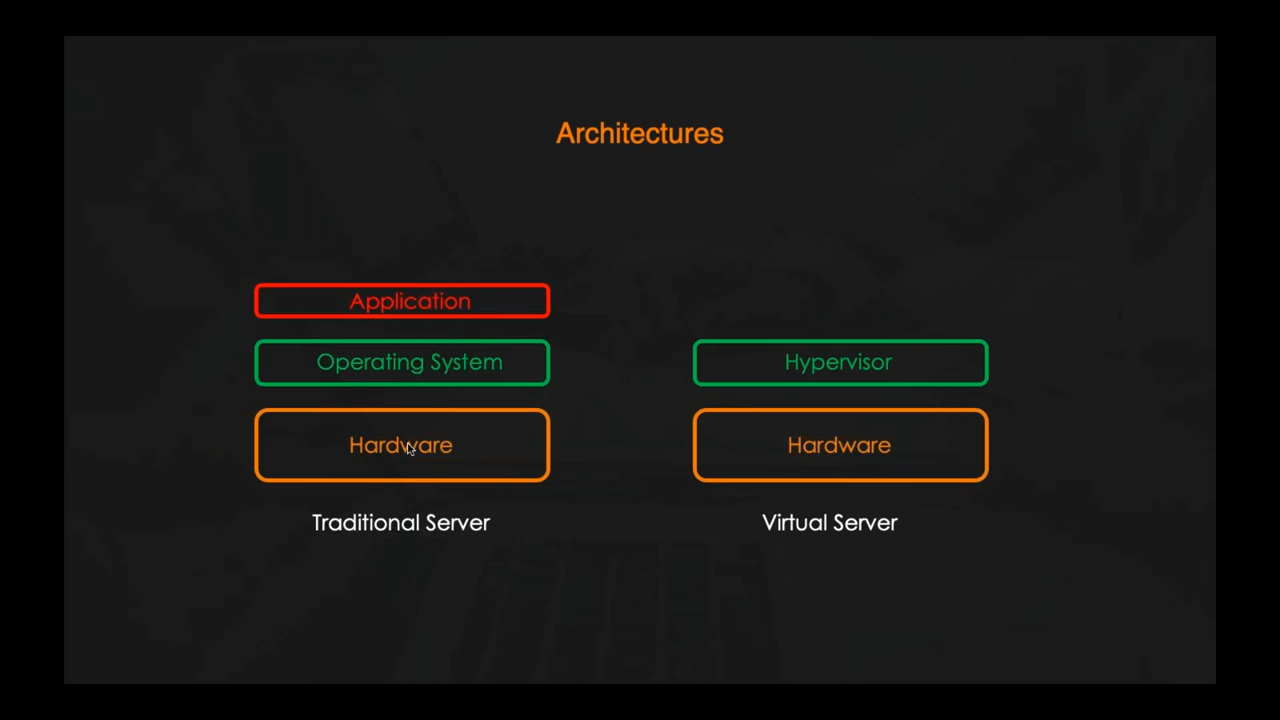 Architectures
Application
Operating System
Hypervisor
Hardware
Hardware
Traditional Server
Virtual Server